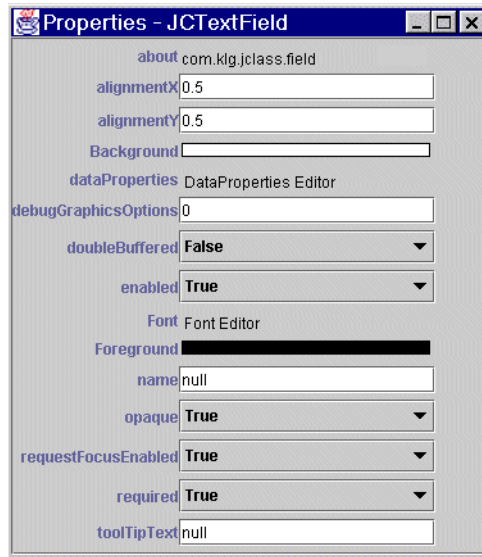 Properties - JCTextField
about com.klg.jclass.field
alignmentX 0.5
alignmentY 0.5
Background
dataProperties DataProperties Editor
debugGraphicsOptions 0
doubleBuffered False
enabled True
Font Font Editor
Foreground
name null
opaque True
requestFocusEnabled True
required True
toolTipText null